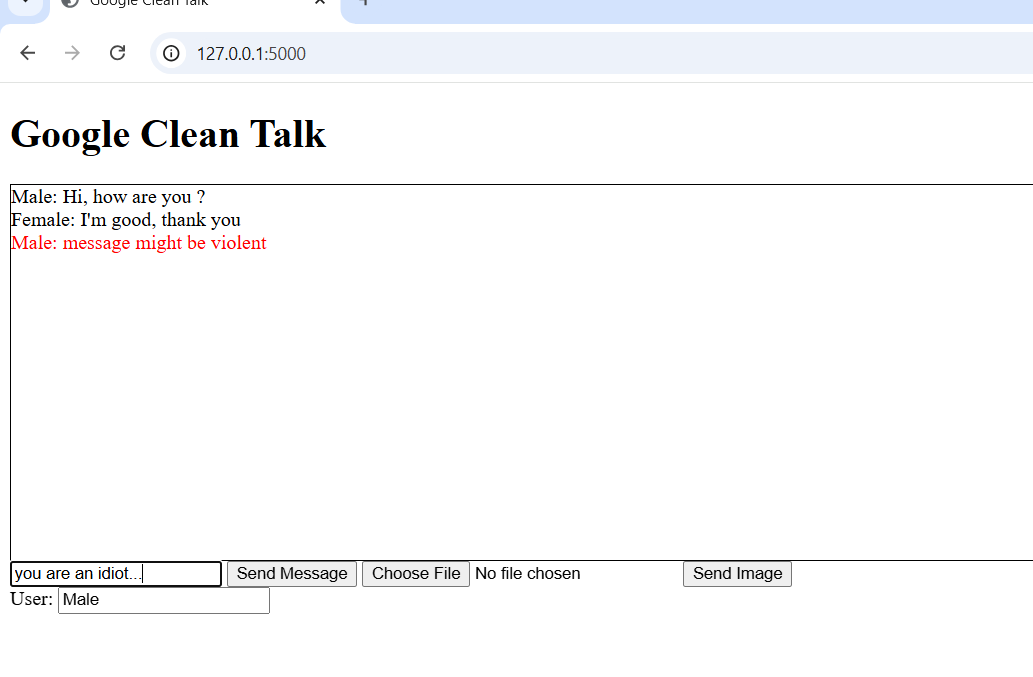 Google Clean Talk
127.0.0.1:5000
Google Clean Talk
Male: Hi, how are you ?
Female: I'm good, thank you
Male: message might be violent
you are an idiot... Send Message Choose File No file chosen Send Image
User: Male